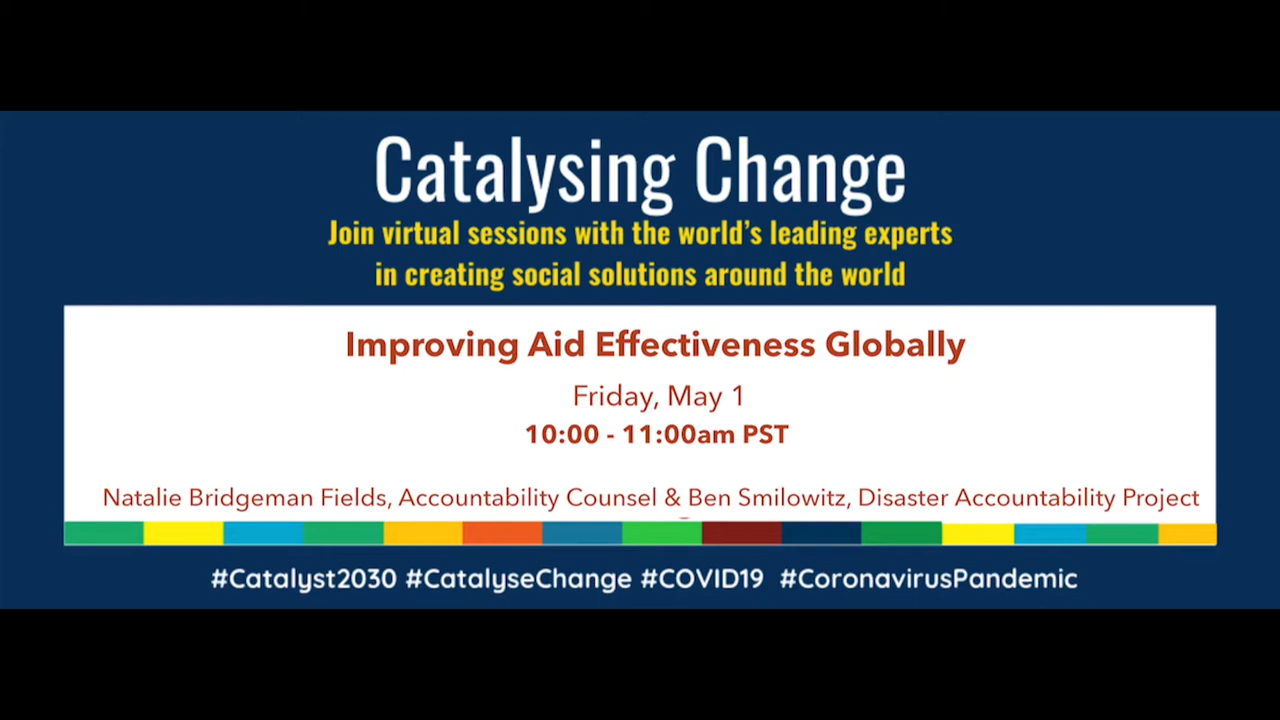 Catalysing Change
Join virtual sessions with the world’s leading experts
in creating social solutions around the world
Improving Aid Effectiveness Globally
Friday, May 1
10:00 - 11:00am PST
Natalie Bridgeman Fields, Accountability Counsel & Ben Smilowitz, Disaster Accountability Project
#Catalyst2030 #CatalyseChange #COVID19 #CoronavirusPandemic